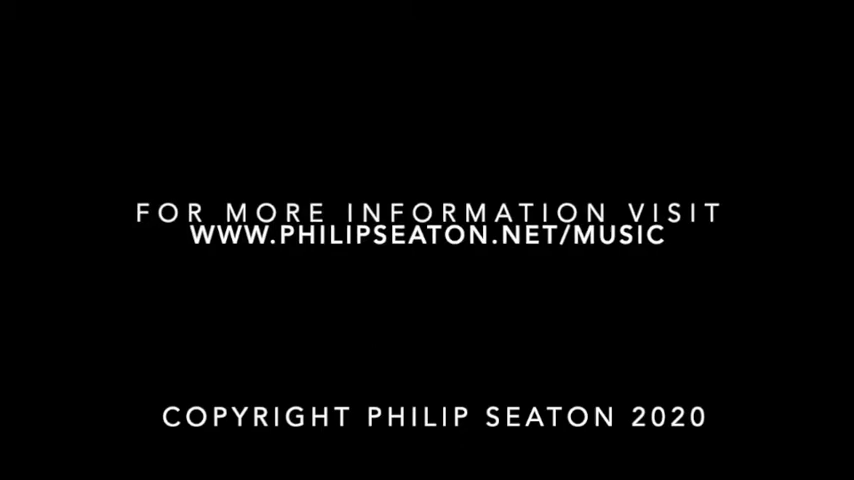 FOR MORE INFORMATION VISIT
WWW.PHILIPSEATON.NET/MUSIC
COPYRIGHT PHILIP SEATON 2020